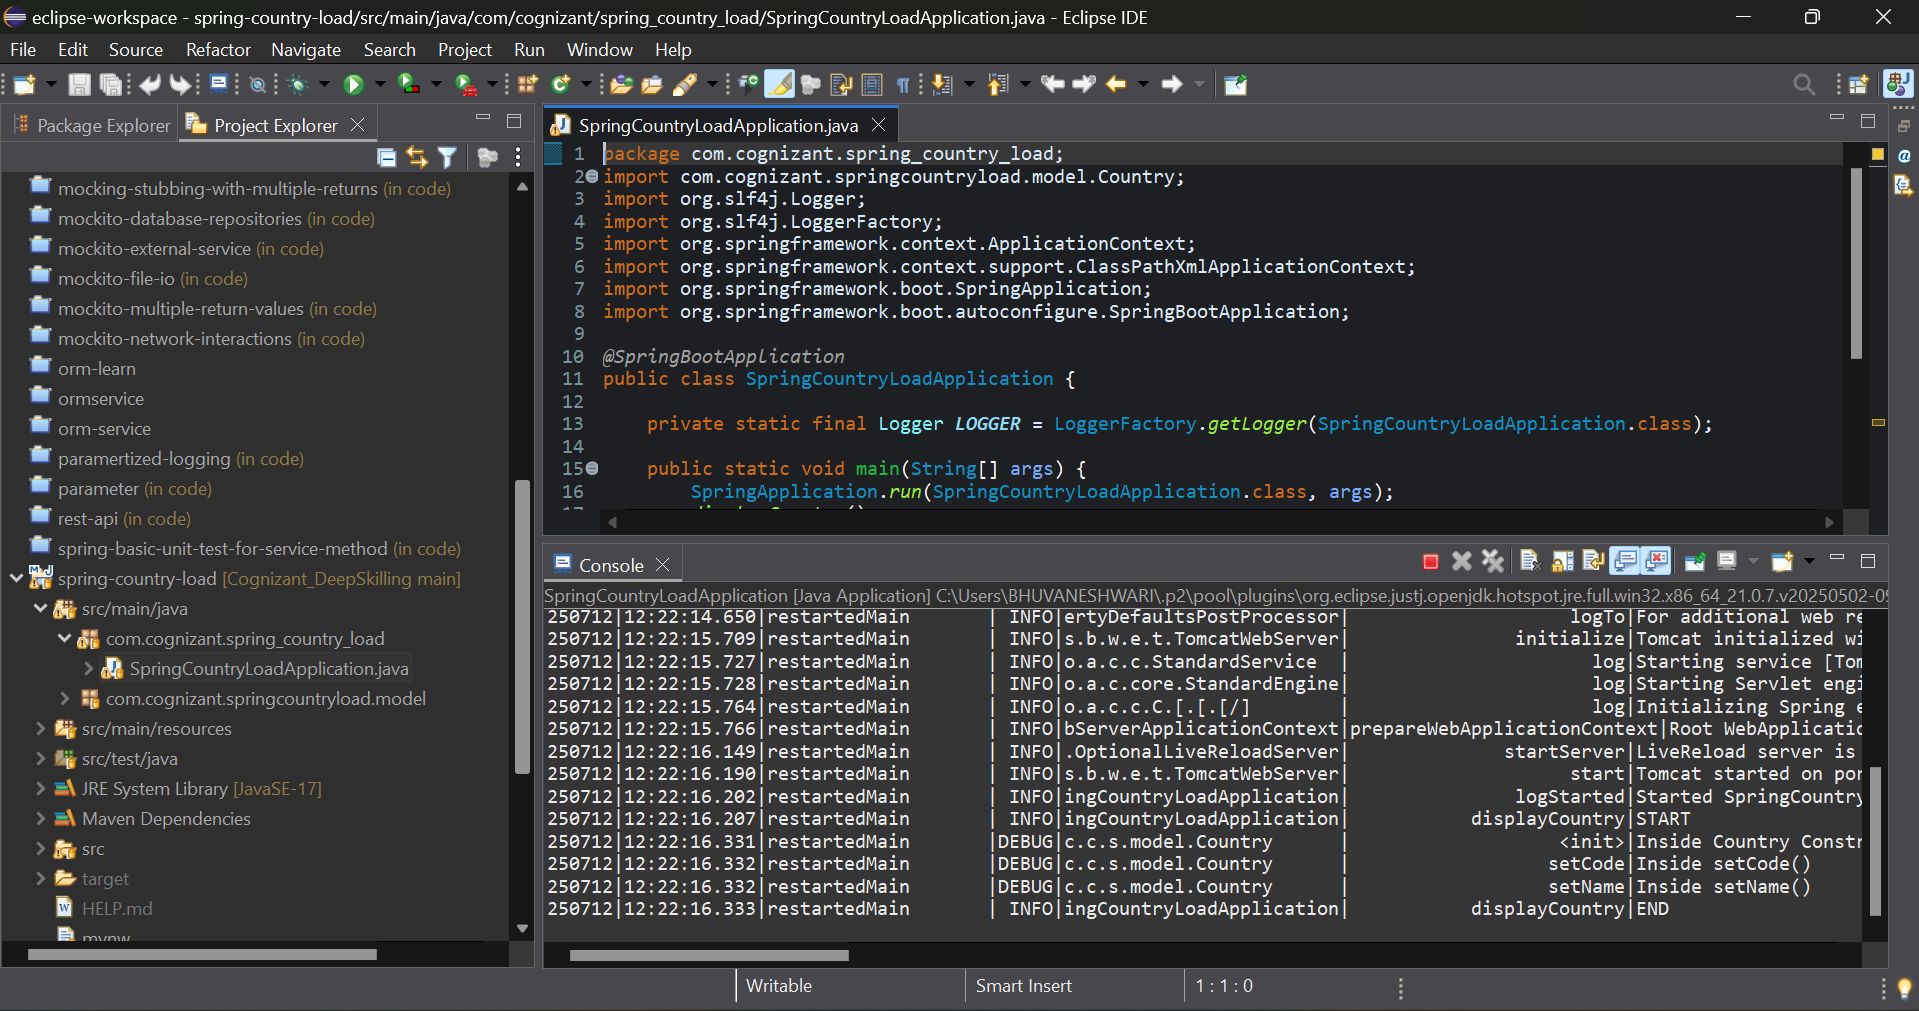 eclipse-workspace - spring-country-load/src/main/java/com/cognizant/spring_country_load/SpringCountryLoadApplication.java - Eclipse IDE
File Edit Source Refactor Navigate Search Project Run Window Help
Package Explorer
Project Explorer
mocking-stubbing-with-multiple-returns (in code)
mockito-database-repositories (in code)
mockito-external-service (in code)
mockito-file-io (in code)
mockito-multiple-return-values (in code)
mockito-network-interactions (in code)
orm-learn
ormservice
orm-service
paramertized-logging (in code)
parameter (in code)
rest-api (in code)
spring-basic-unit-test-for-service-method (in code)
spring-country-load [Cognizant_DeepSkilling main]
src/main/java
com.cognizant.spring_country_load
SpringCountryLoadApplication.java
com.cognizant.springcountryload.model
src/main/resources
src/test/java
JRE System Library [JavaSE-17]
Maven Dependencies
src
target
HELP.md
mvnw
SpringCountryLoadApplication.java
1 package com.cognizant.spring_country_load;
2 import com.cognizant.springcountryload.model.Country;
3 import org.slf4j.Logger;
4 import org.slf4j.LoggerFactory;
5 import org.springframework.context.ApplicationContext;
6 import org.springframework.context.support.ClassPathXmlApplicationContext;
7 import org.springframework.boot.SpringApplication;
8 import org.springframework.boot.autoconfigure.SpringBootApplication;
9
10 @SpringBootApplication
11 public class SpringCountryLoadApplication {
12
13 private static final Logger LOGGER = LoggerFactory.getLogger(SpringCountryLoadApplication.class);
14
15 public static void main(String[] args) {
16 SpringApplication.run(SpringCountryLoadApplication.class, args);
Console
SpringCountryLoadApplication [Java Application] C:\Users\BHUVANESHWARI\.p2\pool\plugins\org.eclipse.justj.openjdk.hotspot.jre.full.win32.x86_64_21.0.7.v20250502-09
250712|12:22:14.650|restartedMain | INFO|ertyDefaultsPostProcessor| logTo|For additional web re
250712|12:22:15.709|restartedMain | INFO|s.b.w.e.t.TomcatWebServer| initialize|Tomcat initialized wi
250712|12:22:15.727|restartedMain | INFO|o.a.c.c.StandardService | log|Starting service [Tom
250712|12:22:15.728|restartedMain | INFO|o.a.c.core.StandardEngine| log|Starting Servlet engi
250712|12:22:15.764|restartedMain | INFO|o.a.c.c.C.[.[.[/] | log|Initializing Spring e
250712|12:22:15.766|restartedMain | INFO|bServerApplicationContext|prepareWebApplicationContext|Root WebApplicatic
250712|12:22:16.149|restartedMain | INFO|.OptionalLiveReloadServer| startServer|LiveReload server is
250712|12:22:16.190|restartedMain | INFO|s.b.w.e.t.TomcatWebServer| start|Tomcat started on por
250712|12:22:16.202|restartedMain | INFO|ingCountryLoadApplication| logStarted|Started SpringCountry
250712|12:22:16.207|restartedMain | INFO|ingCountryLoadApplication| displayCountry|START
250712|12:22:16.331|restartedMain |DEBUG|c.c.s.model.Country | <init>|Inside Country Constr
250712|12:22:16.332|restartedMain |DEBUG|c.c.s.model.Country | setCode|Inside setCode()
250712|12:22:16.332|restartedMain |DEBUG|c.c.s.model.Country | setName|Inside setName()
250712|12:22:16.333|restartedMain | INFO|ingCountryLoadApplication| displayCountry|END
Writable
Smart Insert
1 : 1 : 0